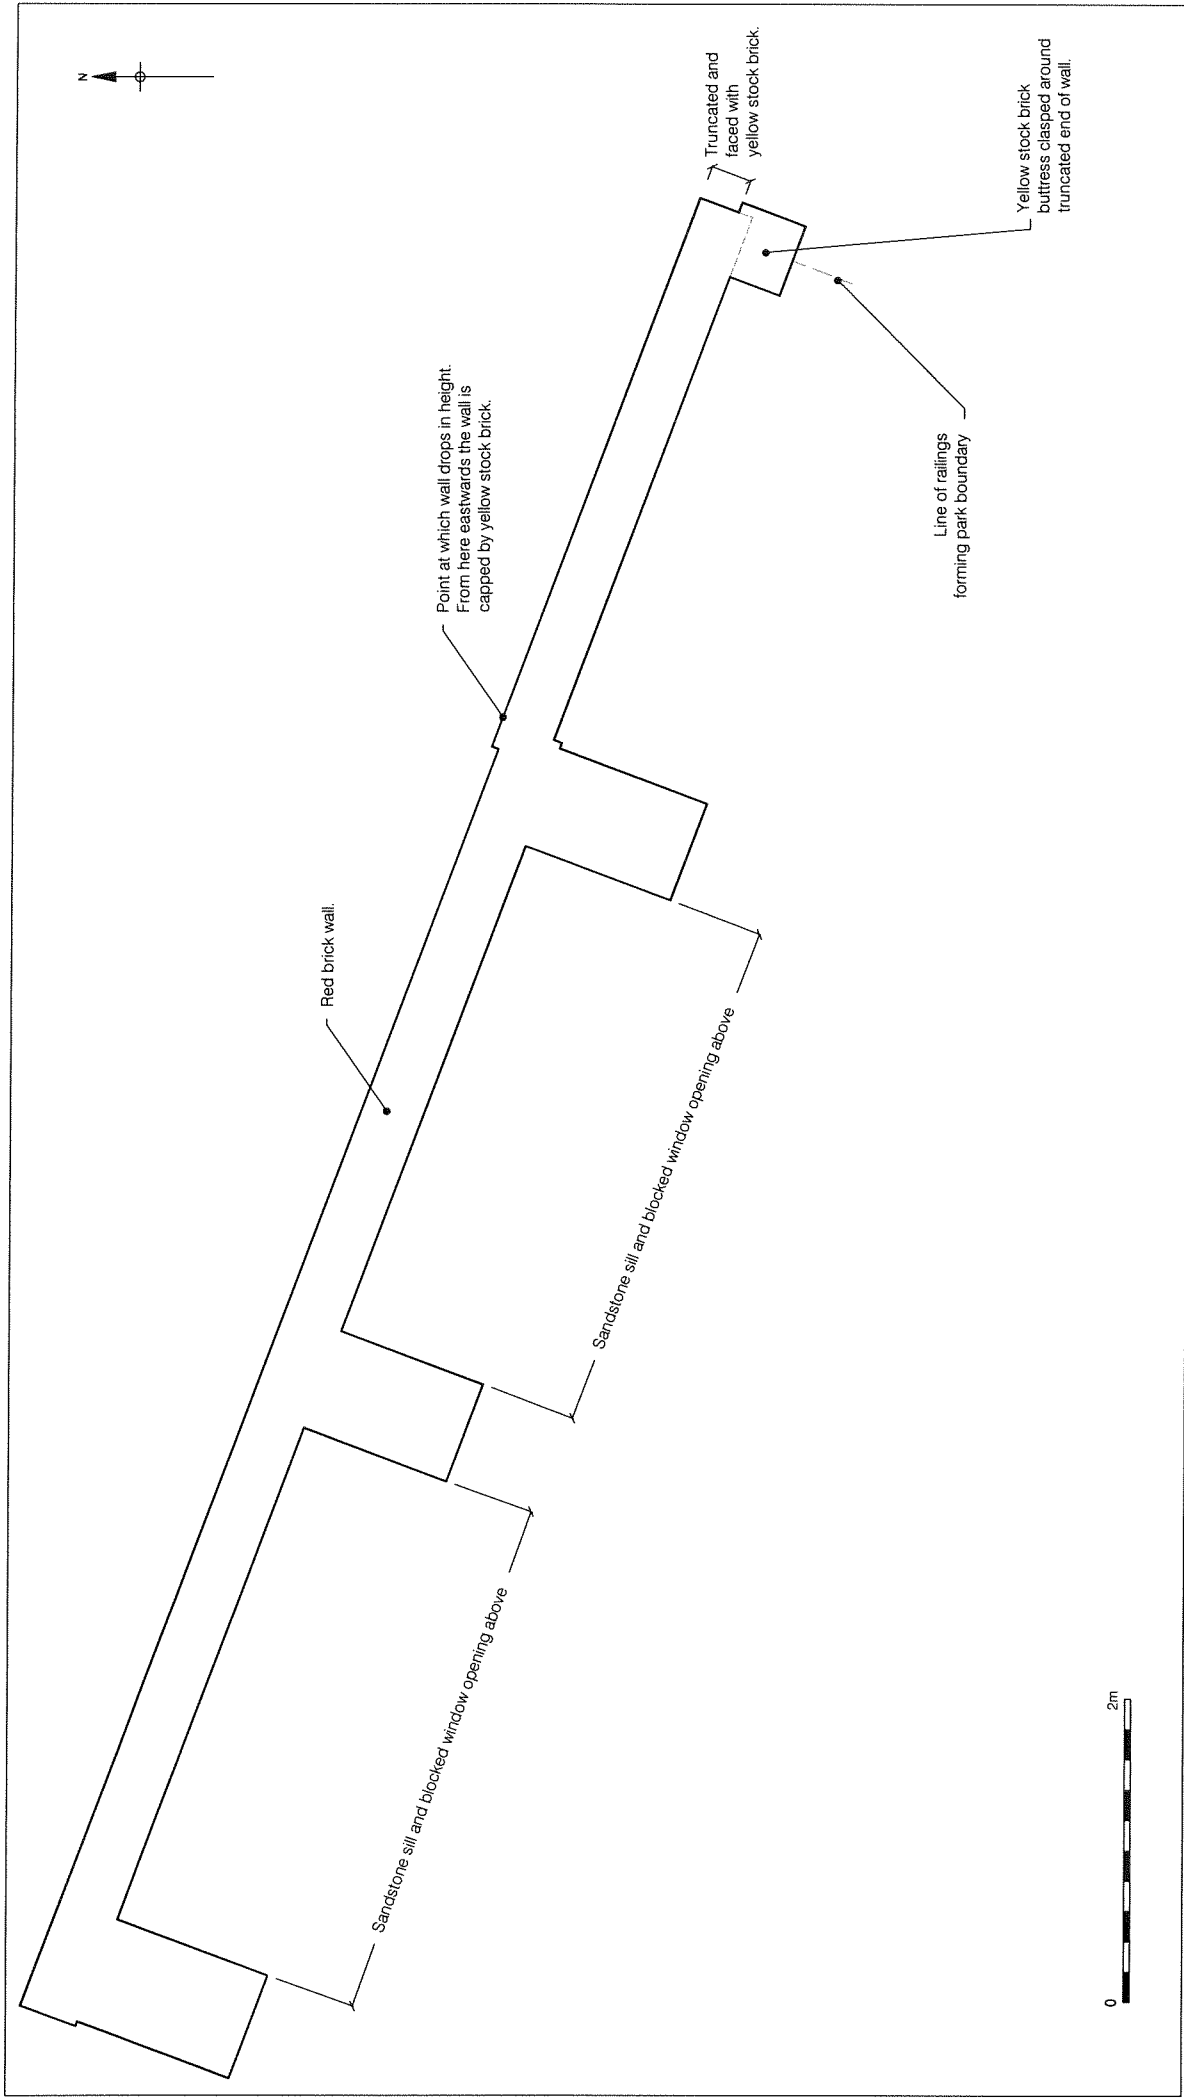 N
Truncated and
faced with
yellow stock brick.
Yellow stock brick
buttress clasped around
truncated end of wall.
Point at which wall drops in height.
From here eastwards the wall is
capped by yellow stock brick.
Line of railings
forming park boundary
Red brick wall.
Sandstone sill and blocked window opening above
Sandstone sill and blocked window opening above
0
2m